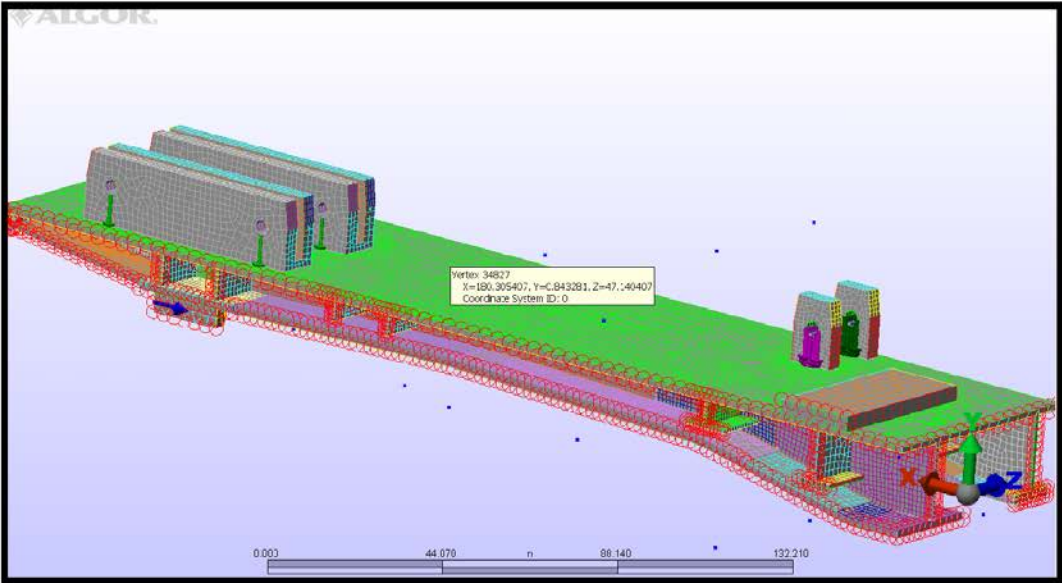 ALGOR.
Vertex 34827
X=180.305407, Y=0.843281, Z=47.140407
Coordinate System ID: 0
Y
X
Z
0.000 44.070 n 88.140 132.210